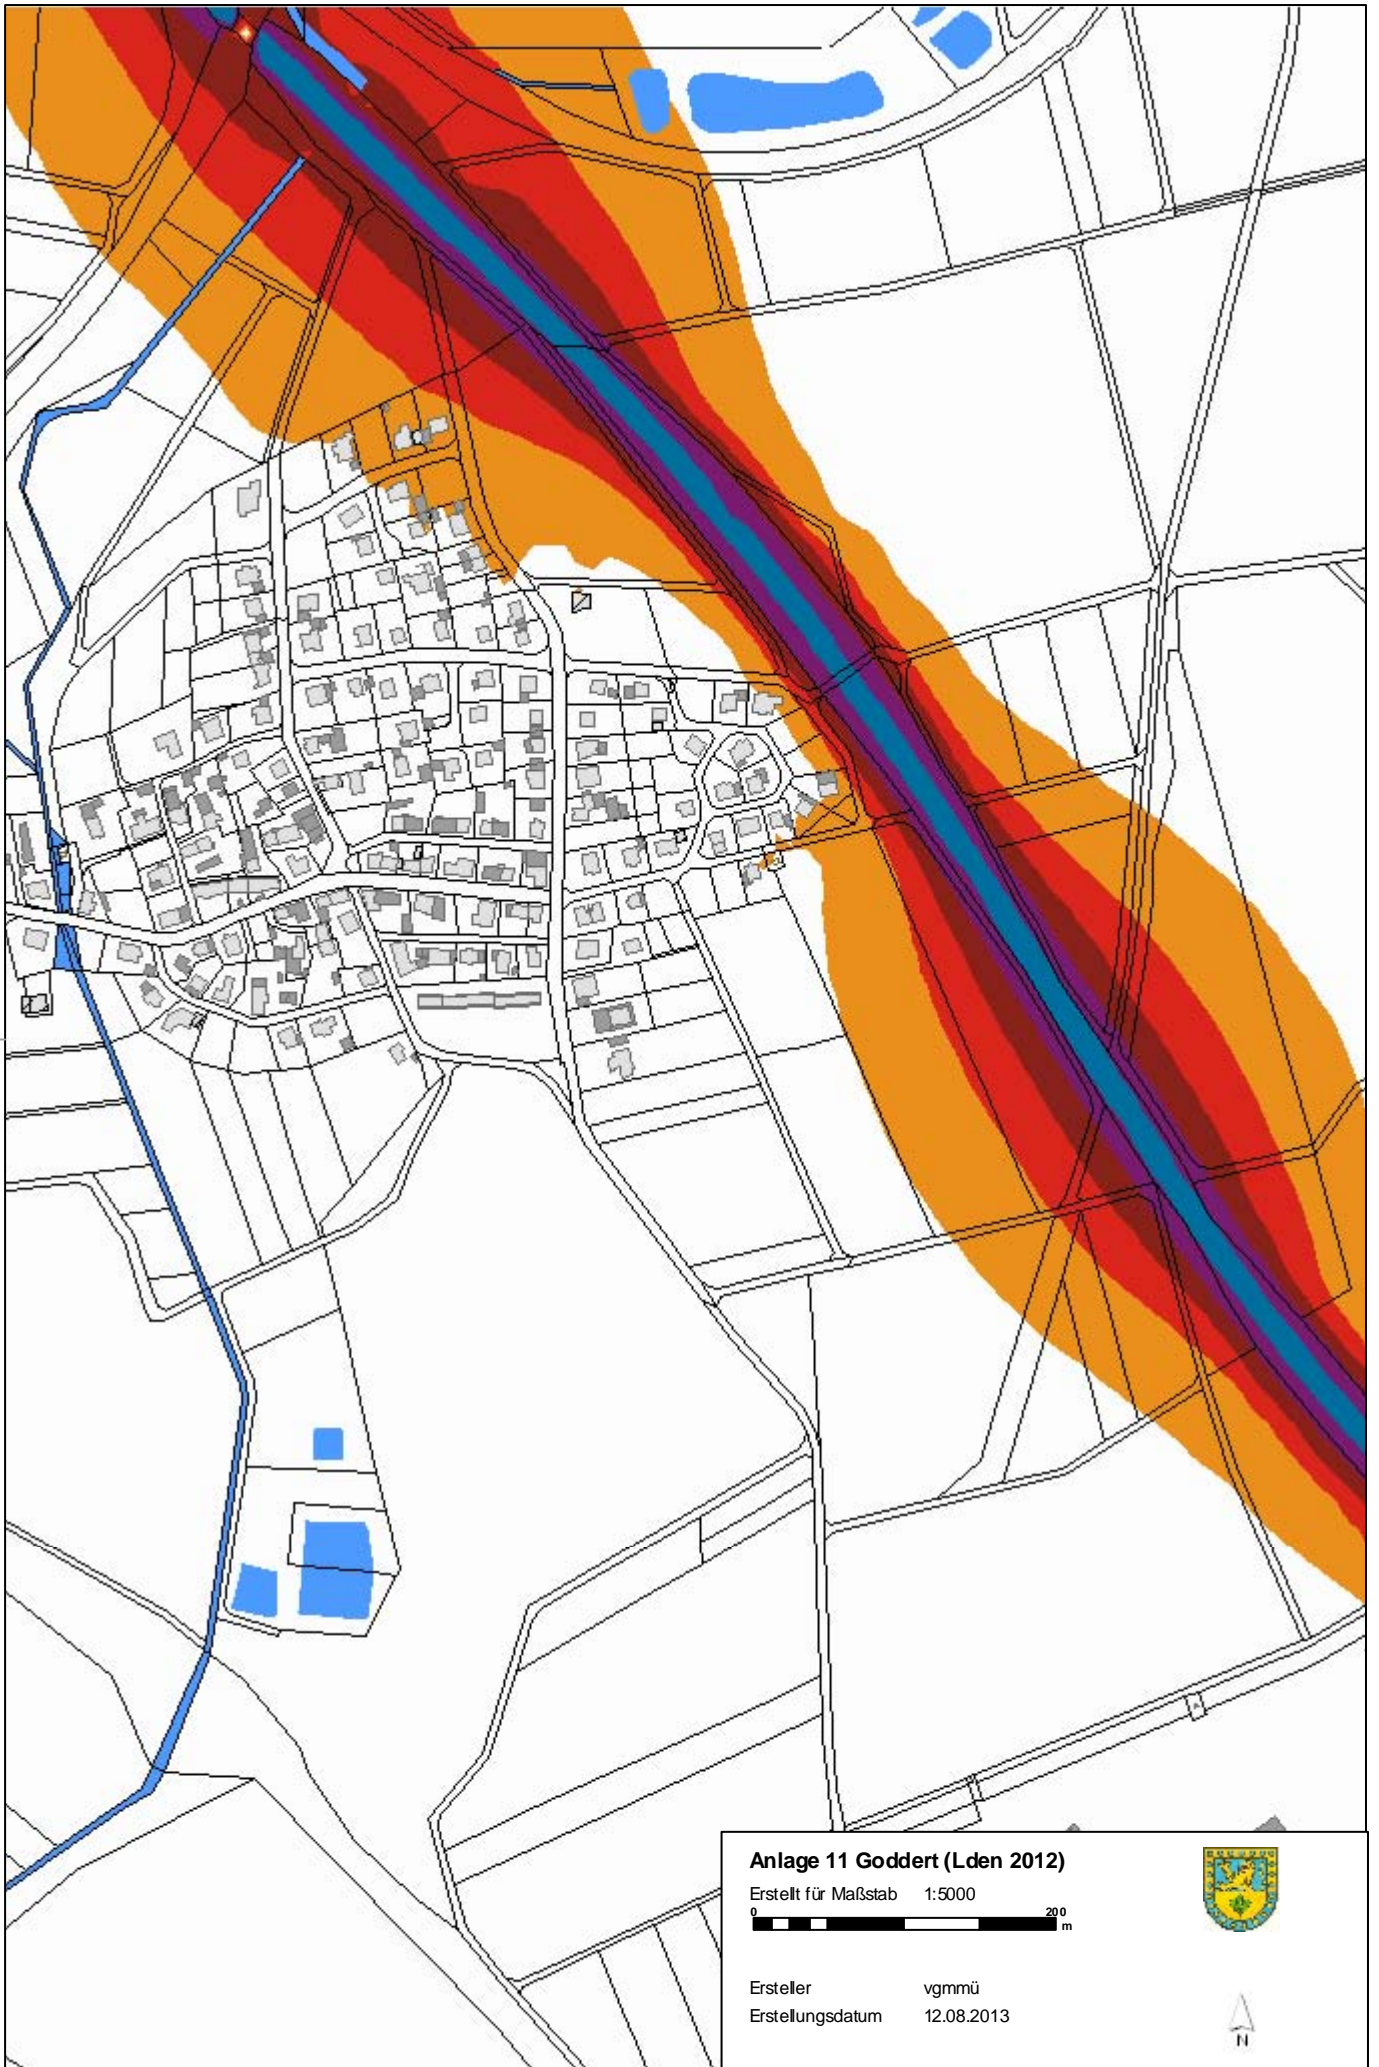 Anlage 11 Goddert (Lden 2012)
Erstellt für Maßstab 1:5000
0 200
m
Ersteller vgmmü
Erstellungsdatum 12.08.2013
N